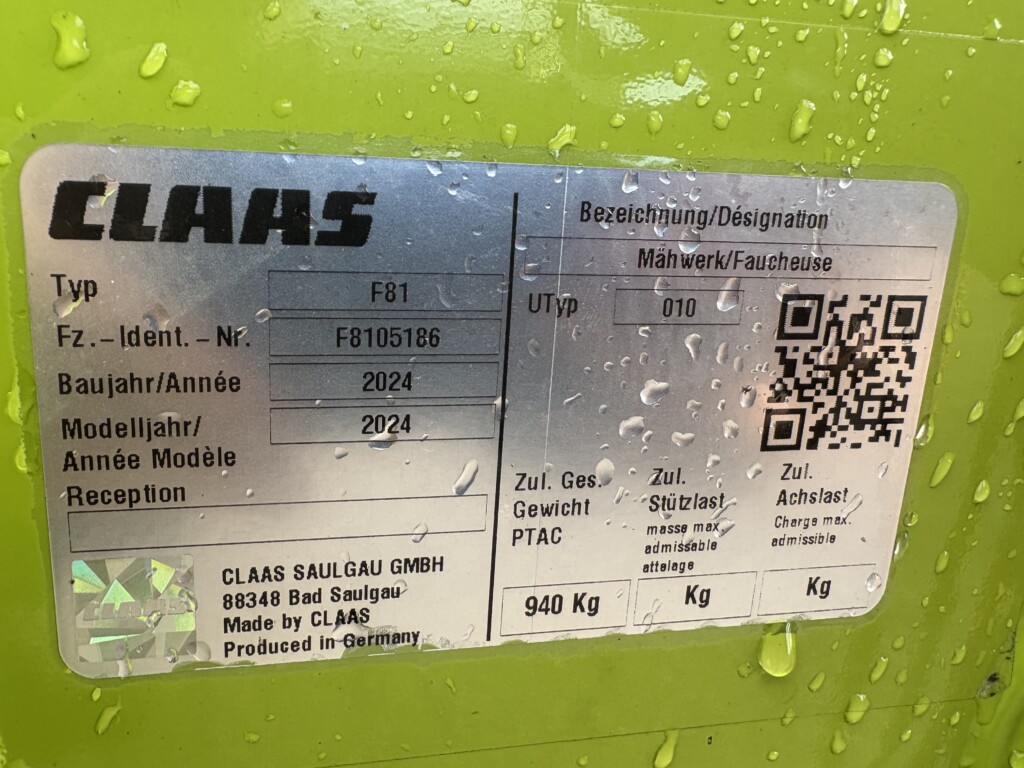 CLAAS
Typ
F81
Fz.-Ident.-Nr.
F8105186
Baujahr/Année
2024
Modelljahr/
Année Modèle
2024
Reception
CLAAS
CLAAS SAULGAU GMBH
88348 Bad Saulgau
Made by CLAAS
Produced in Germany
Bezeichnung/Désignation
Mähwerk/Faucheuse
UTyp
010
Zul. Ges.
Gewicht
PTAC
940 Kg
Zul.
Stützlast
masse max.
admissable
attelage
Kg
Zul.
Achslast
Charge max.
admissible
Kg